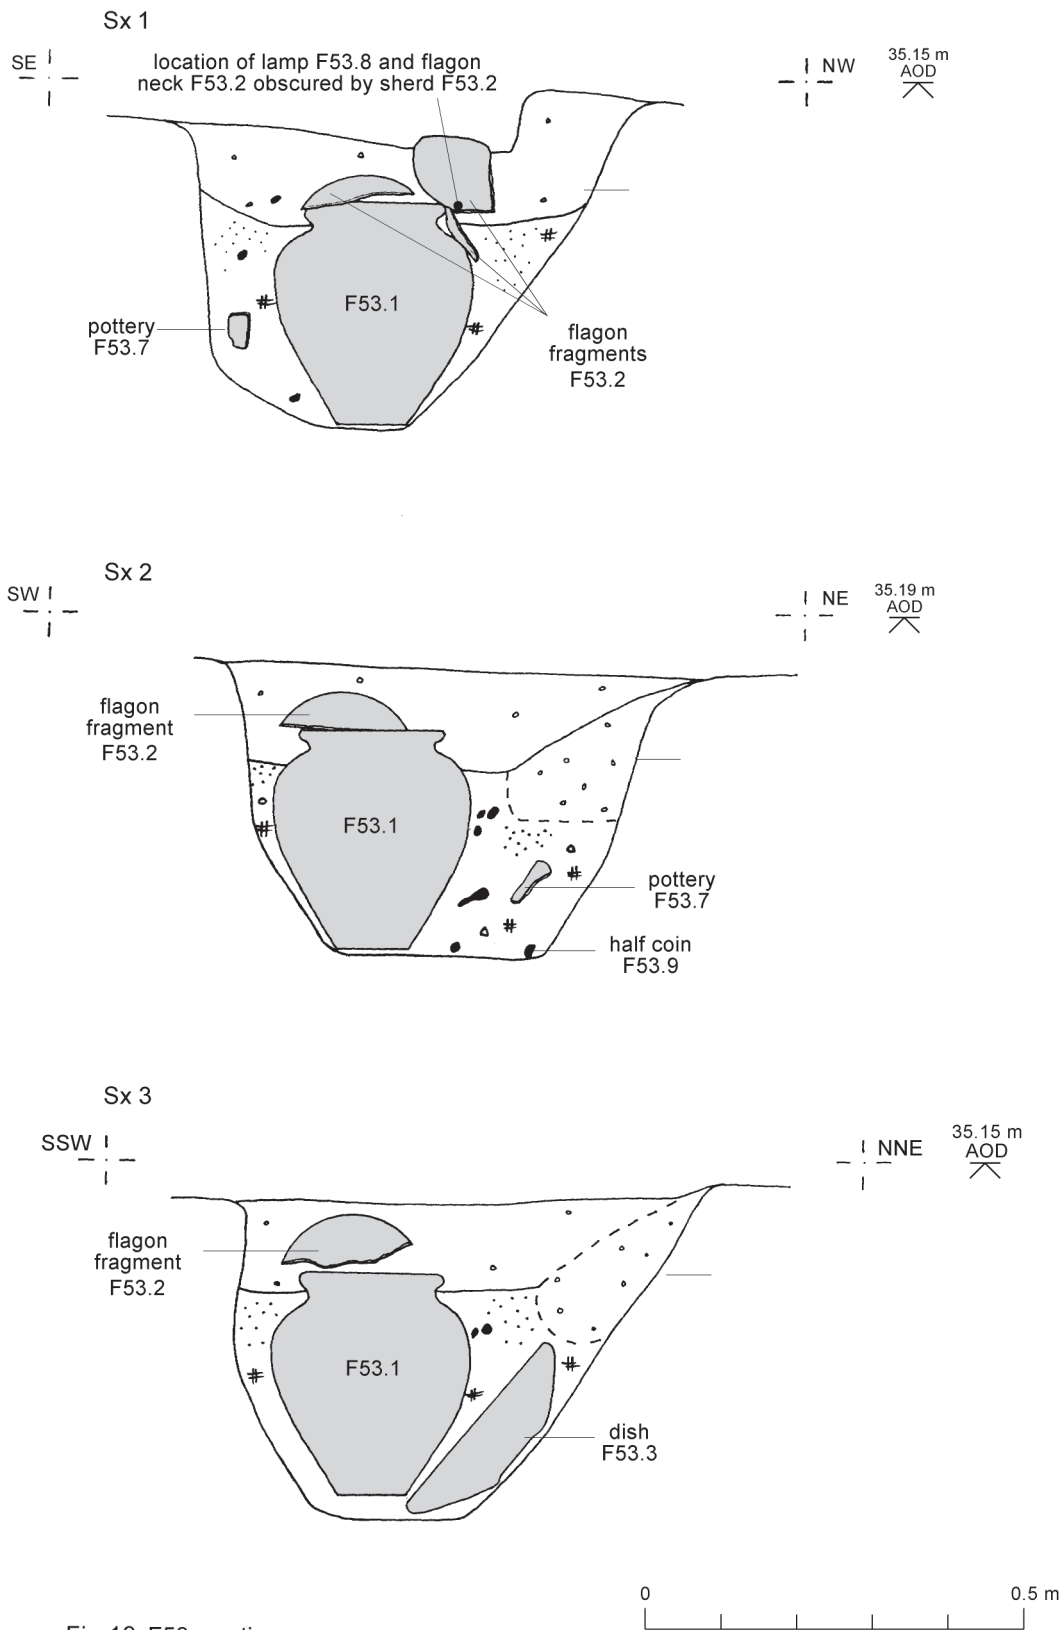 Sx 1
SE
location of lamp F53.8 and flagon
neck F53.2 obscured by sherd F53.2
NW
35.15 m
AOD
F53.1
pottery
F53.7
flagon
fragments
F53.2
Sx 2
SW
NE
35.19 m
AOD
flagon
fragment
F53.2
F53.1
pottery
F53.7
half coin
F53.9
Sx 3
SSW
NNE
35.15 m
AOD
flagon
fragment
F53.2
F53.1
dish
F53.3
0
0.5 m